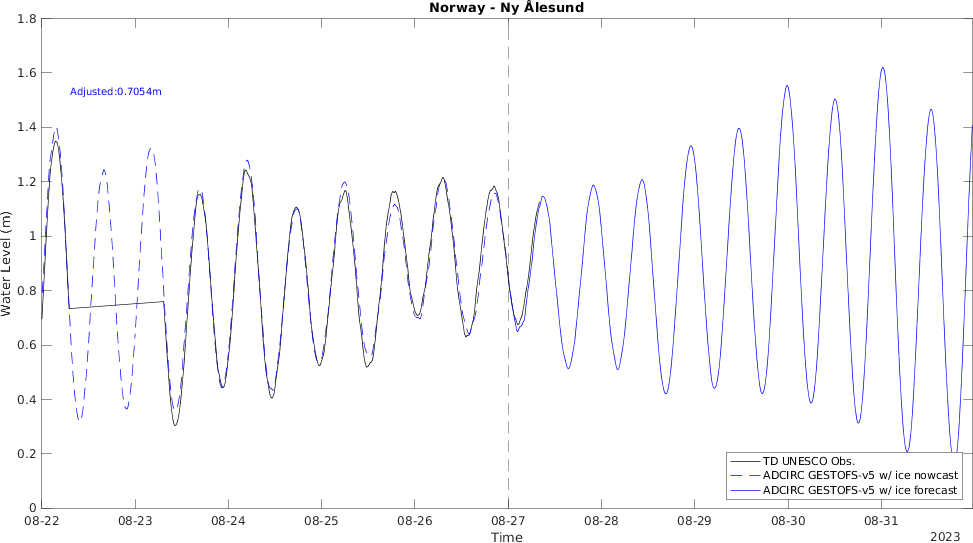 Norway - Ny Ålesund
1.8
1.6
1.4
1.2
1
0.8
0.6
0.4
0.2
0
Water Level (m)
Adjusted:0.7054m
TD UNESCO Obs.
ADCIRC GESTOFS-v5 w/ ice nowcast
ADCIRC GESTOFS-v5 w/ ice forecast
08-22 08-23 08-24 08-25 08-26 08-27 08-28 08-29 08-30 08-31
Time
2023